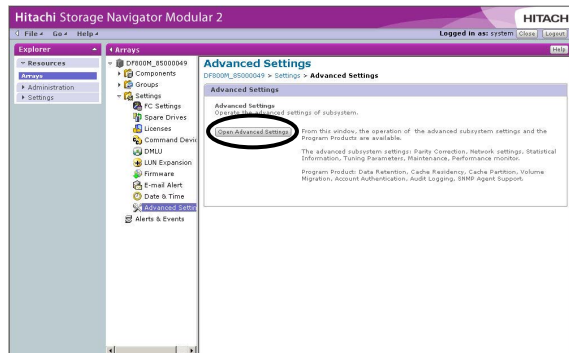 Hitachi Storage Navigator Modular 2
HITACH
File Go Help
Logged in as: system Close Logout
Explorer
Arrays
Help
Resources
Arrays
Administration
Settings
DF800M_85000049
Components
Groups
Settings
FC Settings
Spare Drives
Licenses
Command Devic
DMLU
LUN Expansion
Firmware
E-mail Alert
Date & Time
Advanced Settin
Alerts & Events
Advanced Settings
DF800M_85000049 > Settings > Advanced Settings
Advanced Settings
Advanced Settings
Operate the advanced settings of subsystem.
Open Advanced Settings
From this window, the operation of the advanced subsystem settings and the
Program Products are available.
The advanced subsystem settings: Parity Correction, Network settings, Statistical
Information, Tuning Parameters, Maintenance, Performance monitor.
Program Product: Data Retention, Cache Residency, Cache Partition, Volume
Migration, Account Authentication, Audit Logging, SNMP Agent Support.